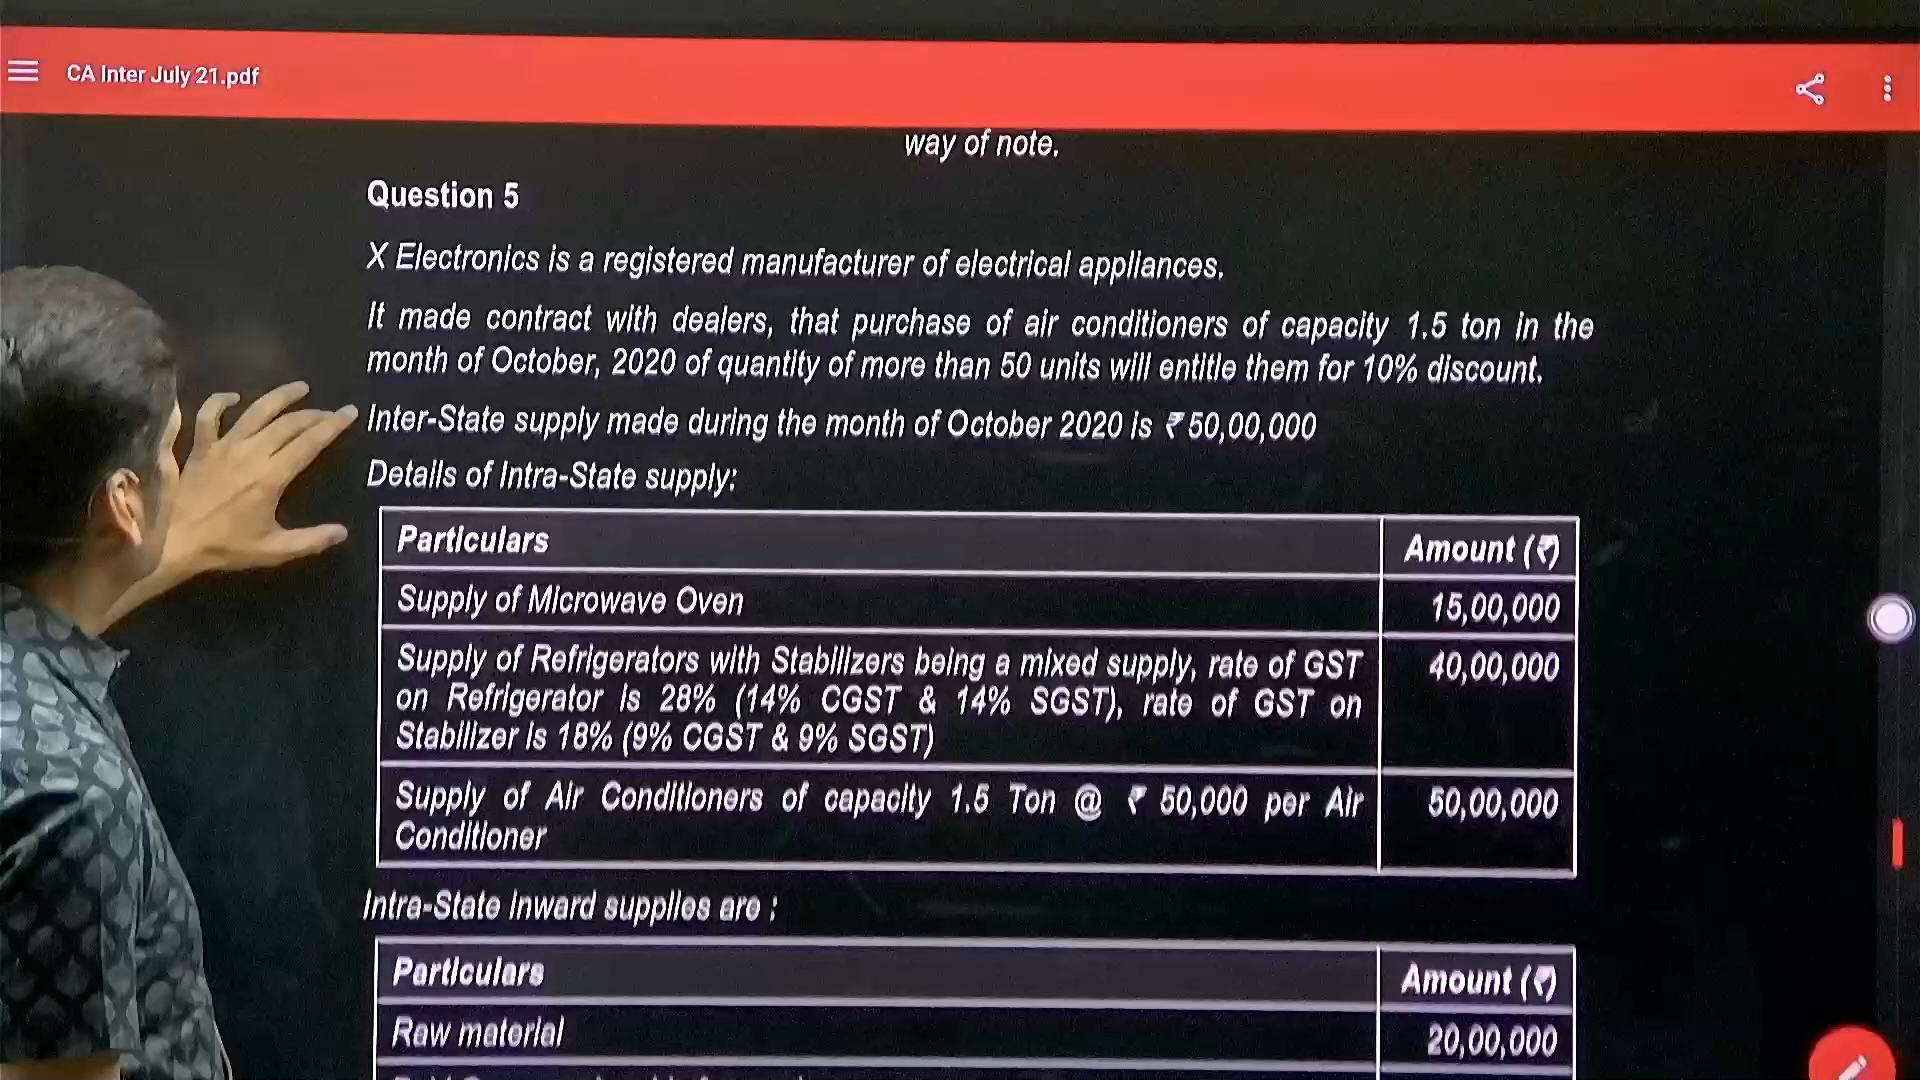 CA Inter July 21.pdf
way of note.
Question 5
X Electronics is a registered manufacturer of electrical appliances.
It made contract with dealers, that purchase of air conditioners of capacity 1.5 ton in the
month of October, 2020 of quantity of more than 50 units will entitle them for 10% discount.
Inter-State supply made during the month of October 2020 is ₹ 50,00,000
Details of Intra-State supply:
Particulars Amount (₹)
Supply of Microwave Oven 15,00,000
Supply of Refrigerators with Stabilizers being a mixed supply, rate of GST 40,00,000
on Refrigerator is 28% (14% CGST & 14% SGST), rate of GST on
Stabilizer is 18% (9% CGST & 9% SGST)
Supply of Air Conditioners of capacity 1.5 Ton @ ₹ 50,000 per Air 50,00,000
Conditioner
Intra-State inward supplies are :
Particulars Amount (₹)
Raw material 20,00,000